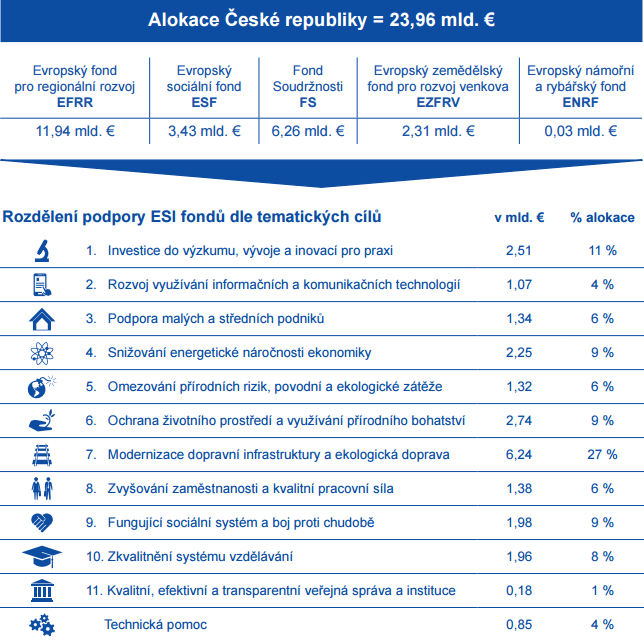 Alokace České republiky = 23,96 mld. €
Evropský fond
pro regionální rozvoj
EFRR
11,94 mld. €
Evropský
sociální fond
ESF
3,43 mld. €
Fond
Soudržnosti
FS
6,26 mld. €
Evropský zemědělský
fond pro rozvoj venkova
EZFRV
2,31 mld. €
Evropský námořní
a rybářský fond
ENRF
0,03 mld. €
Rozdělení podpory ESI fondů dle tematických cílů v mld. € % alokace
1. Investice do výzkumu, vývoje a inovací pro praxi 2,51 11 %
2. Rozvoj využívání informačních a komunikačních technologií 1,07 4 %
3. Podpora malých a středních podniků 1,34 6 %
4. Snižování energetické náročnosti ekonomiky 2,25 9 %
5. Omezování přírodních rizik, povodní a ekologické zátěže 1,32 6 %
6. Ochrana životního prostředí a využívání přírodního bohatství 2,74 9 %
7. Modernizace dopravní infrastruktury a ekologická doprava 6,24 27 %
8. Zvyšování zaměstnanosti a kvalitní pracovní síla 1,38 6 %
9. Fungující sociální systém a boj proti chudobě 1,98 9 %
10. Zkvalitnění systému vzdělávání 1,96 8 %
11. Kvalitní, efektivní a transparentní veřejná správa a instituce 0,18 1 %
Technická pomoc 0,85 4 %